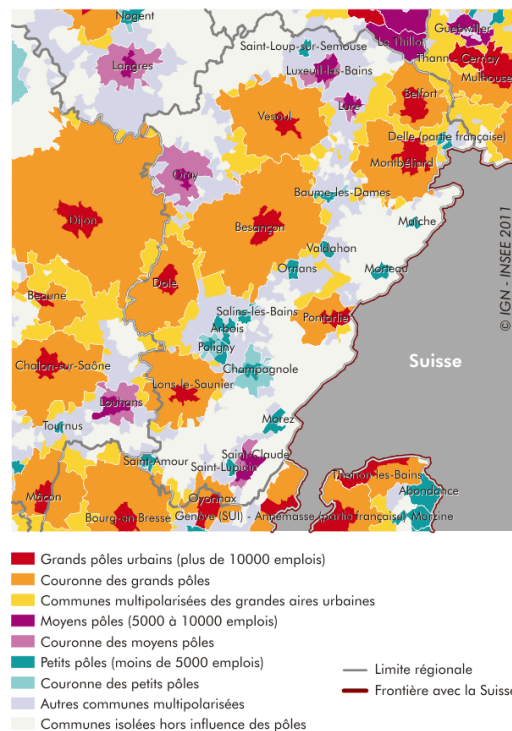 Nogent
Saint-Loup-sur-Semouse
Le Thillot
Guebwiller
Langres
Luxeuil-les-Bains
Thann - Cernay
Mulhouse
Lure
Belfort
Vesoul
Delle (partie française)
Montbéliard
Gray
Baume-les-Dames
Dijon
Besançon
Maîche
Valdahon
Ornans
Morteau
Dole
Beaune
Salins-les-Bains
Pontarlier
Arbois
Poligny
Suisse
Chalon-sur-Saône
Champagnole
Lons-le-Saunier
Louhans
Morez
Tournus
Saint-Amour
Saint-Claude
Saint-Lupicin
Thonon-les-Bains
Abondance
Mâcon
Oyonnax
Bourg-en-Bresse
Genève (SUI) - Annemasse (partie française)
Morzine
© IGN - INSEE 2011
Grands pôles urbains (plus de 10000 emplois)
Couronne des grands pôles
Communes multipolarisées des grandes aires urbaines
Moyens pôles (5000 à 10000 emplois)
Couronne des moyens pôles
Petits pôles (moins de 5000 emplois)
Couronne des petits pôles
Autres communes multipolarisées
Communes isolées hors influence des pôles
Limite régionale
Frontière avec la Suisse